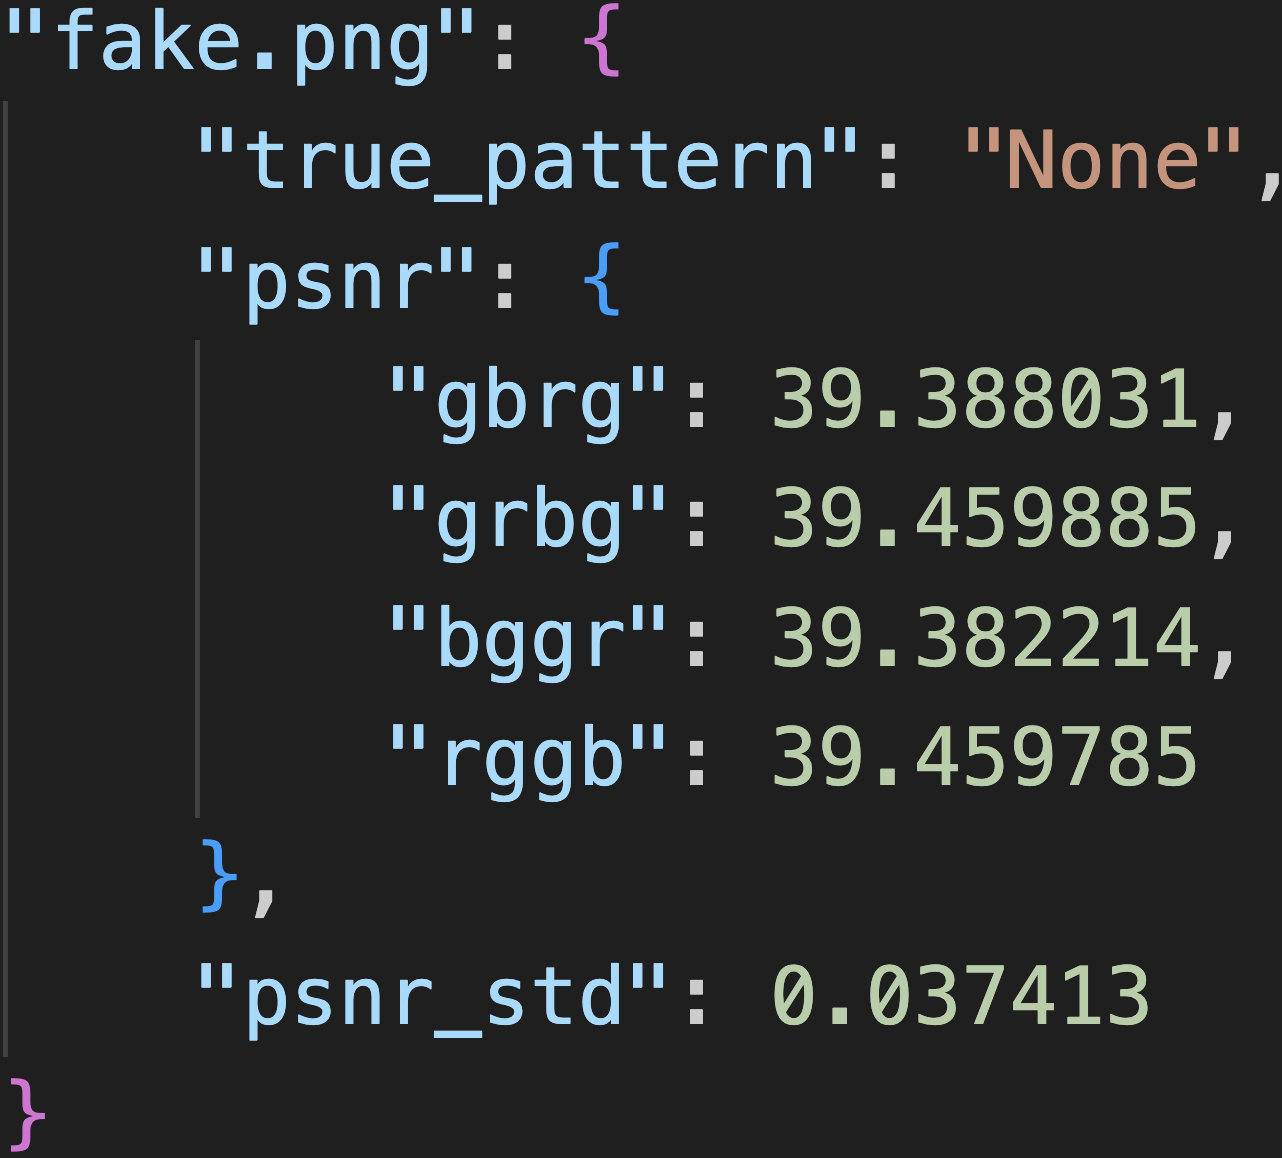 "fake.png": {
    "true_pattern": "None",
    "psnr": {
        "gbrg": 39.388031,
        "grbg": 39.459885,
        "bggr": 39.382214,
        "rggb": 39.459785
    },
    "psnr_std": 0.037413
}